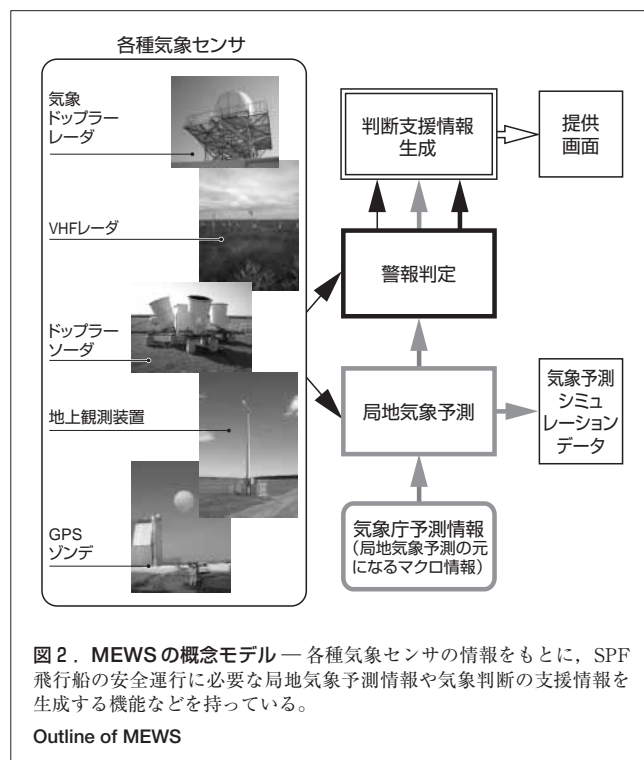 各種気象センサ
気象
ドップラー
レーダ
VHFレーダ
ドップラー
ソーダ
地上観測装置
GPS
ゾンデ
判断支援情報
生成
提供
画面
警報判定
局地気象予測
気象予測
シミュ
レーション
データ
気象庁予測情報
(局地気象予測の元
になるマクロ情報)
図2．MEWSの概念モデル — 各種気象センサの情報をもとに，SPF
飛行船の安全運行に必要な局地気象予測情報や気象判断の支援情報を
生成する機能などを持っている。
Outline of MEWS